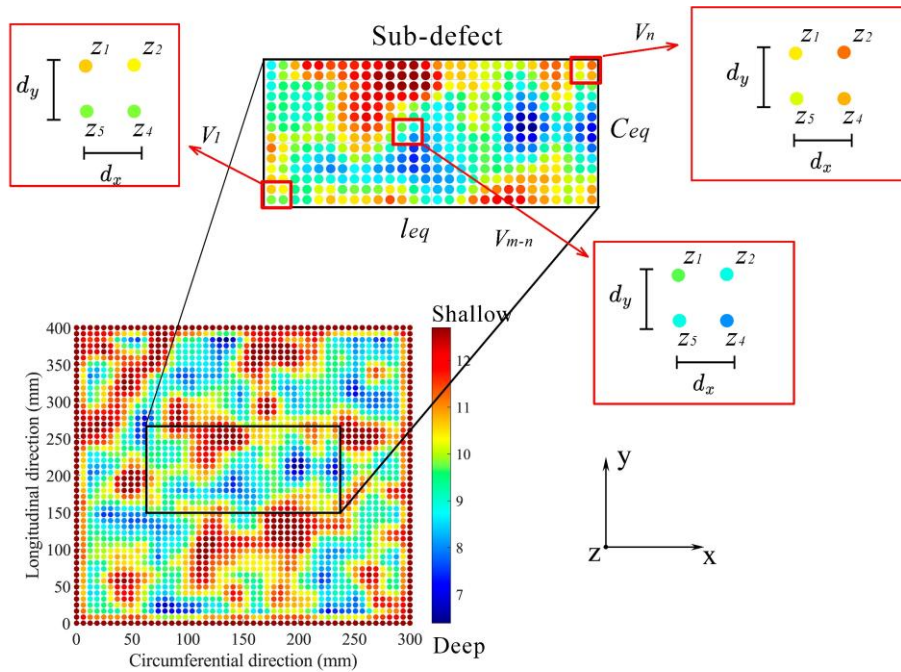 Sub-defect
z1 z2
dy
z5 z4
dx
V1
Vn
z1 z2
dy
z5 z4
dx
Ceq
leq
Vm-n
z1 z2
dy
z5 z4
dx
Shallow
12
11
10
9
8
7
Deep
400
350
300
250
200
150
100
50
0
Longitudinal direction (mm)
0 50 100 150 200 250 300
Circumferential direction (mm)
y
z
x